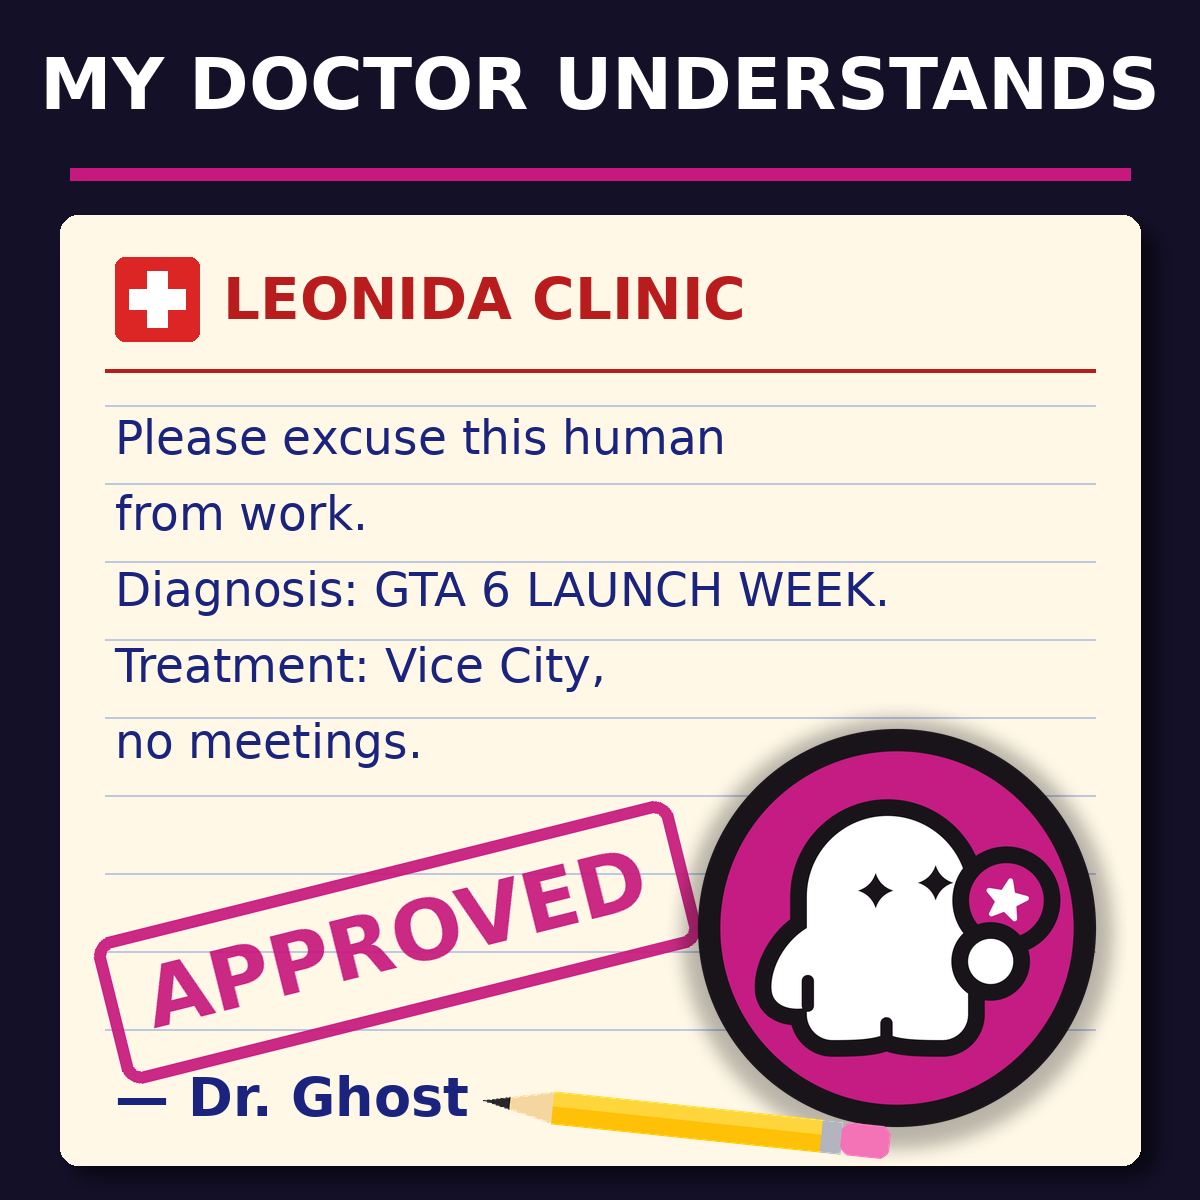 MY DOCTOR UNDERSTANDS
LEONIDA CLINIC
Please excuse this human
from work.
Diagnosis: GTA 6 LAUNCH WEEK.
Treatment: Vice City,
no meetings.
APPROVED
— Dr. Ghost